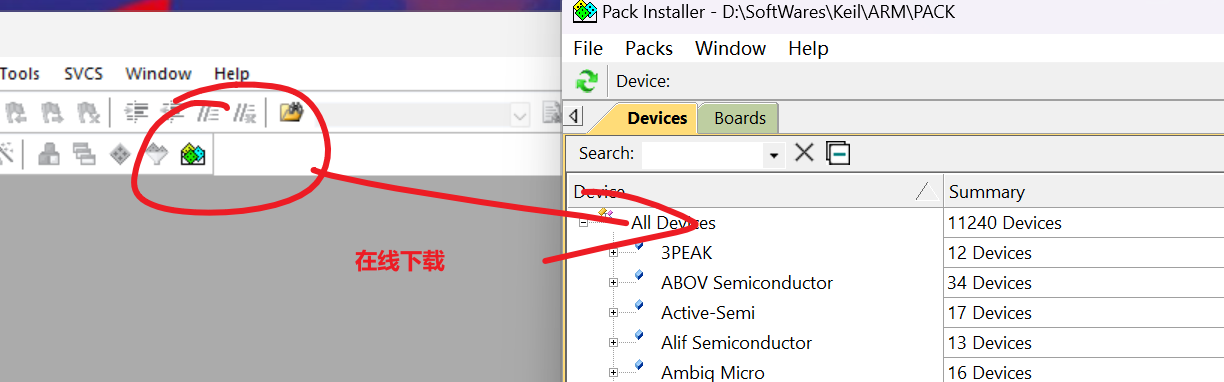 Tools SVCS Window Help
在线下载
Pack Installer - D:\SoftWares\Keil\ARM\PACK
File Packs Window Help
Device:
Devices Boards
Search:
Device Summary
All Devices 11240 Devices
3PEAK 12 Devices
ABOV Semiconductor 34 Devices
Active-Semi 17 Devices
Alif Semiconductor 13 Devices
Ambiq Micro 16 Devices